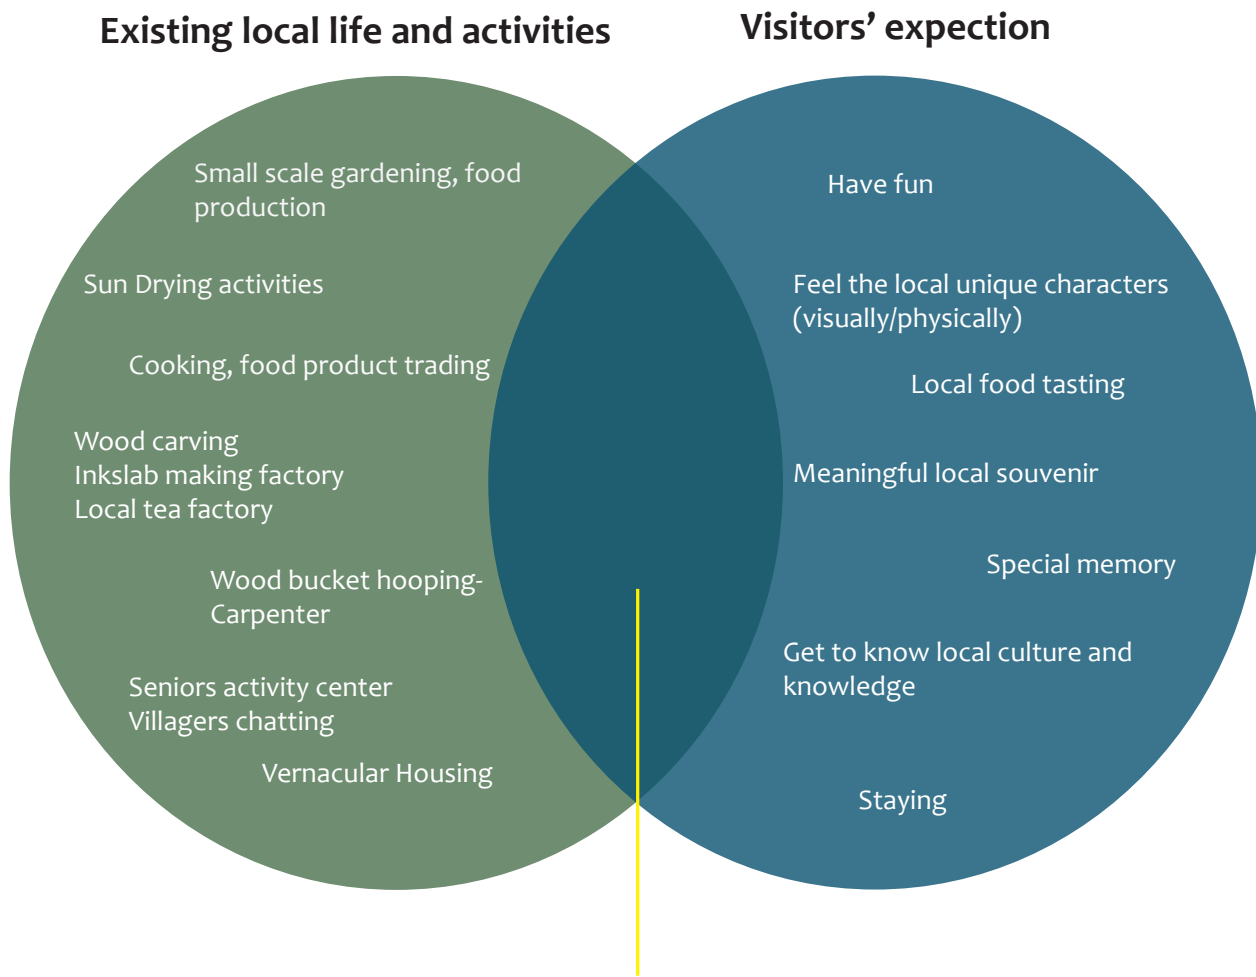 Existing local life and activities
Visitors’ expection
Small scale gardening, food
production
Sun Drying activities
Cooking, food product trading
Wood carving
Inkslab making factory
Local tea factory
Wood bucket hooping-
Carpenter
Seniors activity center
Villagers chatting
Vernacular Housing
Have fun
Feel the local unique characters
(visually/physically)
Local food tasting
Meaningful local souvenir
Special memory
Get to know local culture and
knowledge
Staying